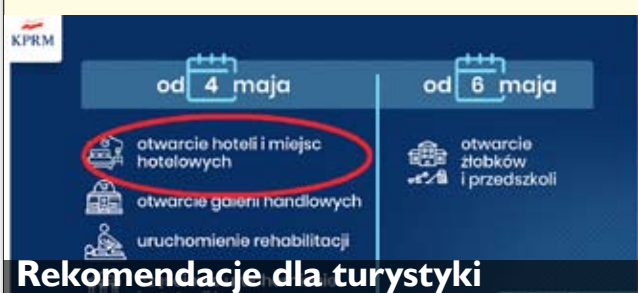 KPRM
od 4 maja
otwarcie hoteli i miejsc
hotelowych
otwarcie galerii handlowych
uruchomienie rehabilitacji
od 6 maja
otwarcie
żłobków
i przedszkoli
Rekomendacje dla turystyki